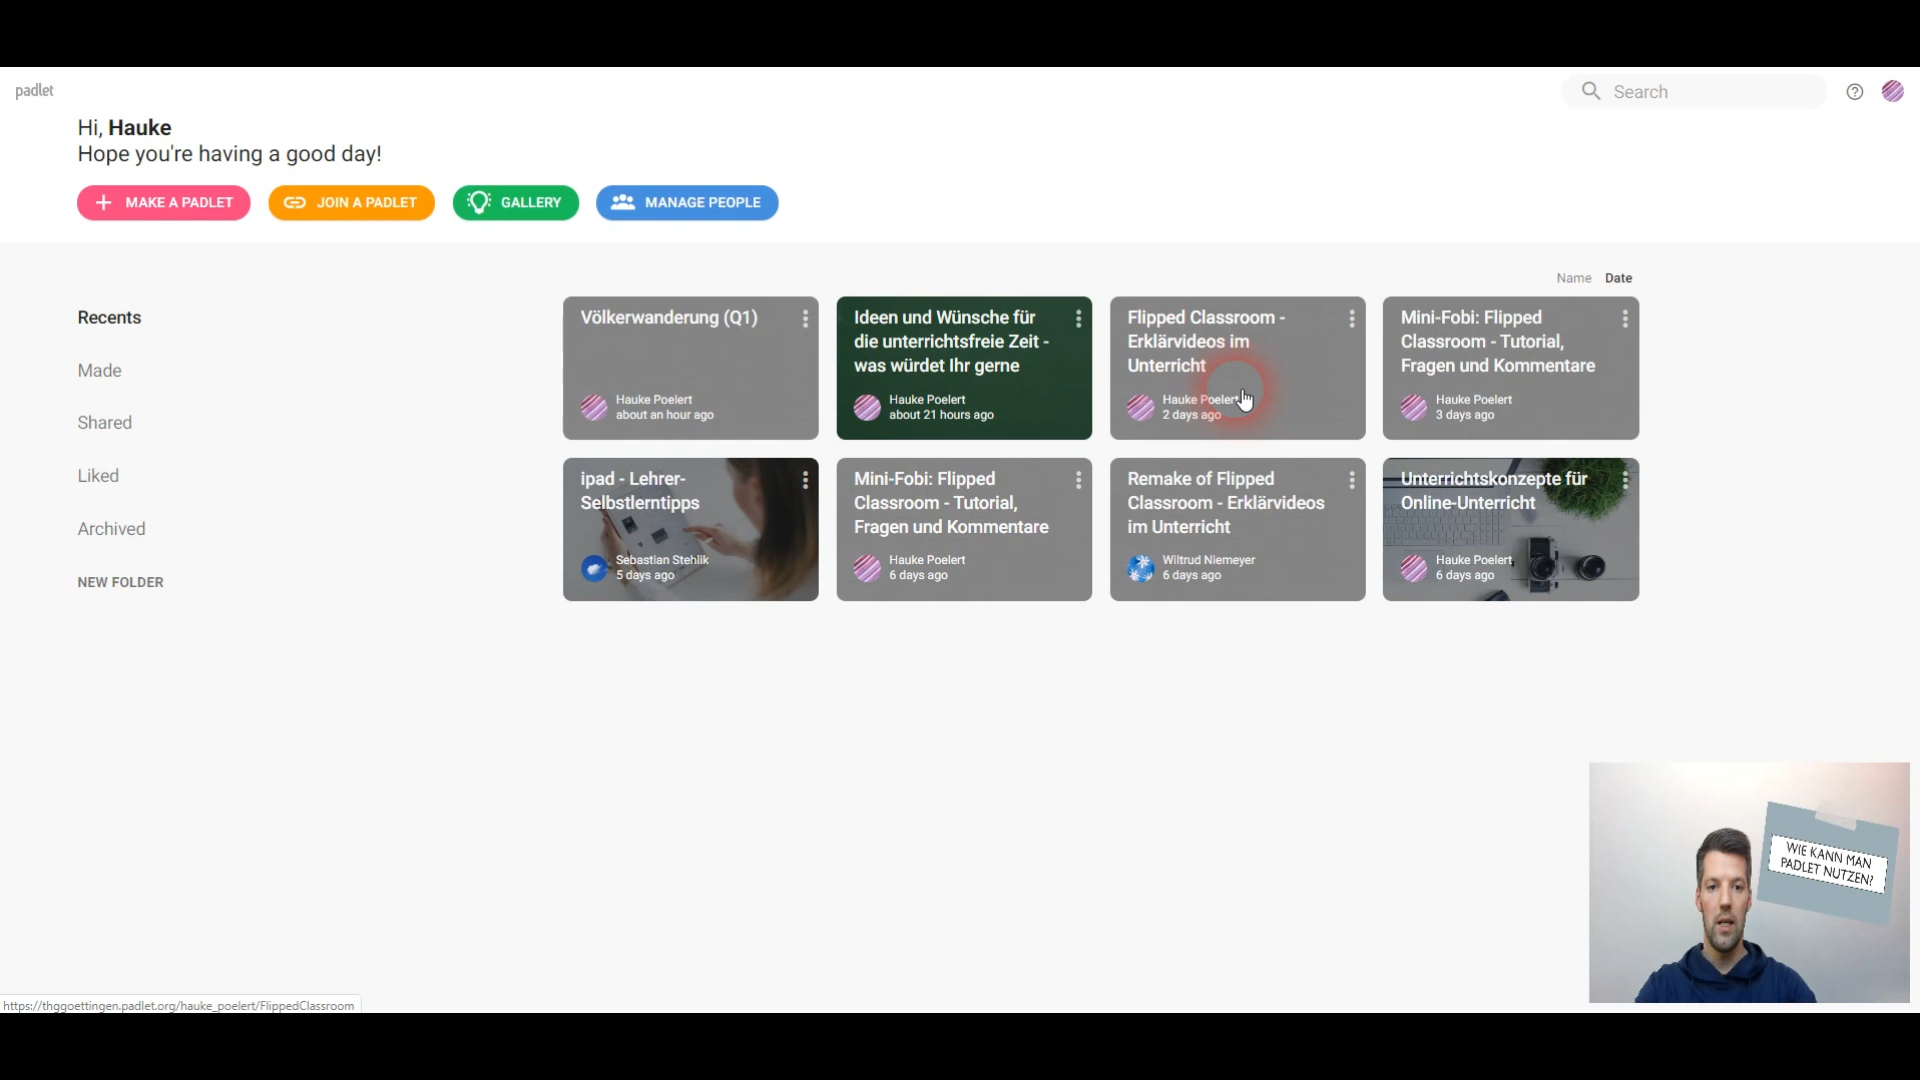 padlet
Search
Hi, Hauke
Hope you're having a good day!
MAKE A PADLET
JOIN A PADLET
GALLERY
MANAGE PEOPLE
Name Date
Recents
Made
Shared
Liked
Archived
NEW FOLDER
Völkerwanderung (Q1)
Hauke Poelert
about an hour ago
Ideen und Wünsche für
die unterrichtsfreie Zeit -
was würdet Ihr gerne
Hauke Poelert
about 21 hours ago
Flipped Classroom -
Erklärvideos im
Unterricht
Hauke Poelert
2 days ago
Mini-Fobi: Flipped
Classroom - Tutorial,
Fragen und Kommentare
Hauke Poelert
3 days ago
ipad - Lehrer-
Selbstlerntipps
Sebastian Stehlik
5 days ago
Mini-Fobi: Flipped
Classroom - Tutorial,
Fragen und Kommentare
Hauke Poelert
6 days ago
Remake of Flipped
Classroom - Erklärvideos
im Unterricht
Wiltrud Niemeyer
6 days ago
Unterrichtskonzepte für
Online-Unterricht
Hauke Poelert
6 days ago
WIE KANN MAN
PADLET NUTZEN?
https://thggoettingen.padlet.org/hauke_poelert/FlippedClassroom